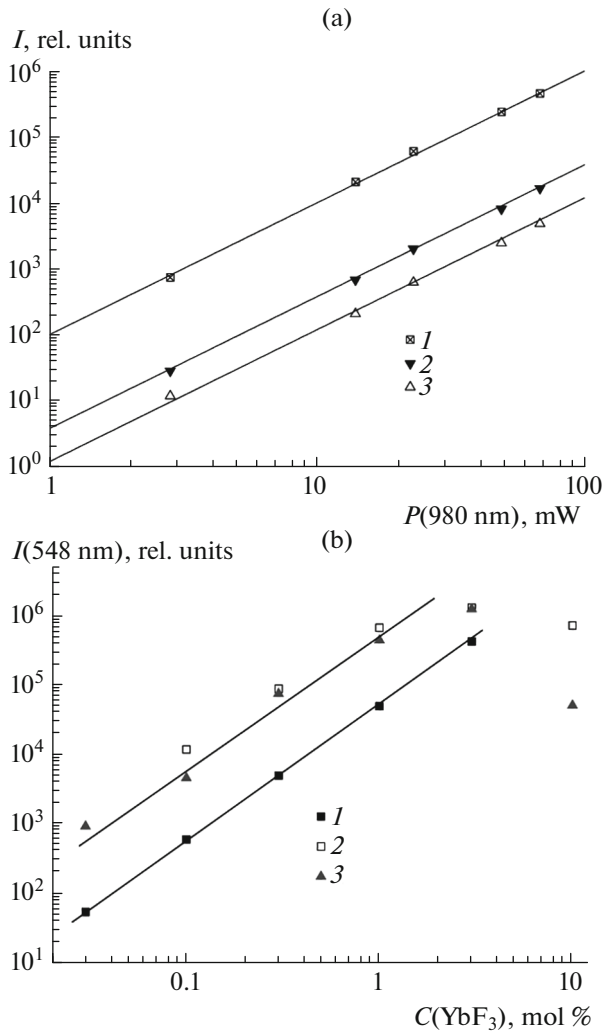 (a)
I, rel. units
10^6
10^5
10^4
10^3
10^2
10^1
10^0
1
2
3
1 10 100
P(980 nm), mW
I(548 nm), rel. units (b)
10^6
10^5
10^4
10^3
10^2
10^1
1
2
3
0.1 1 10
C(YbF₃), mol %